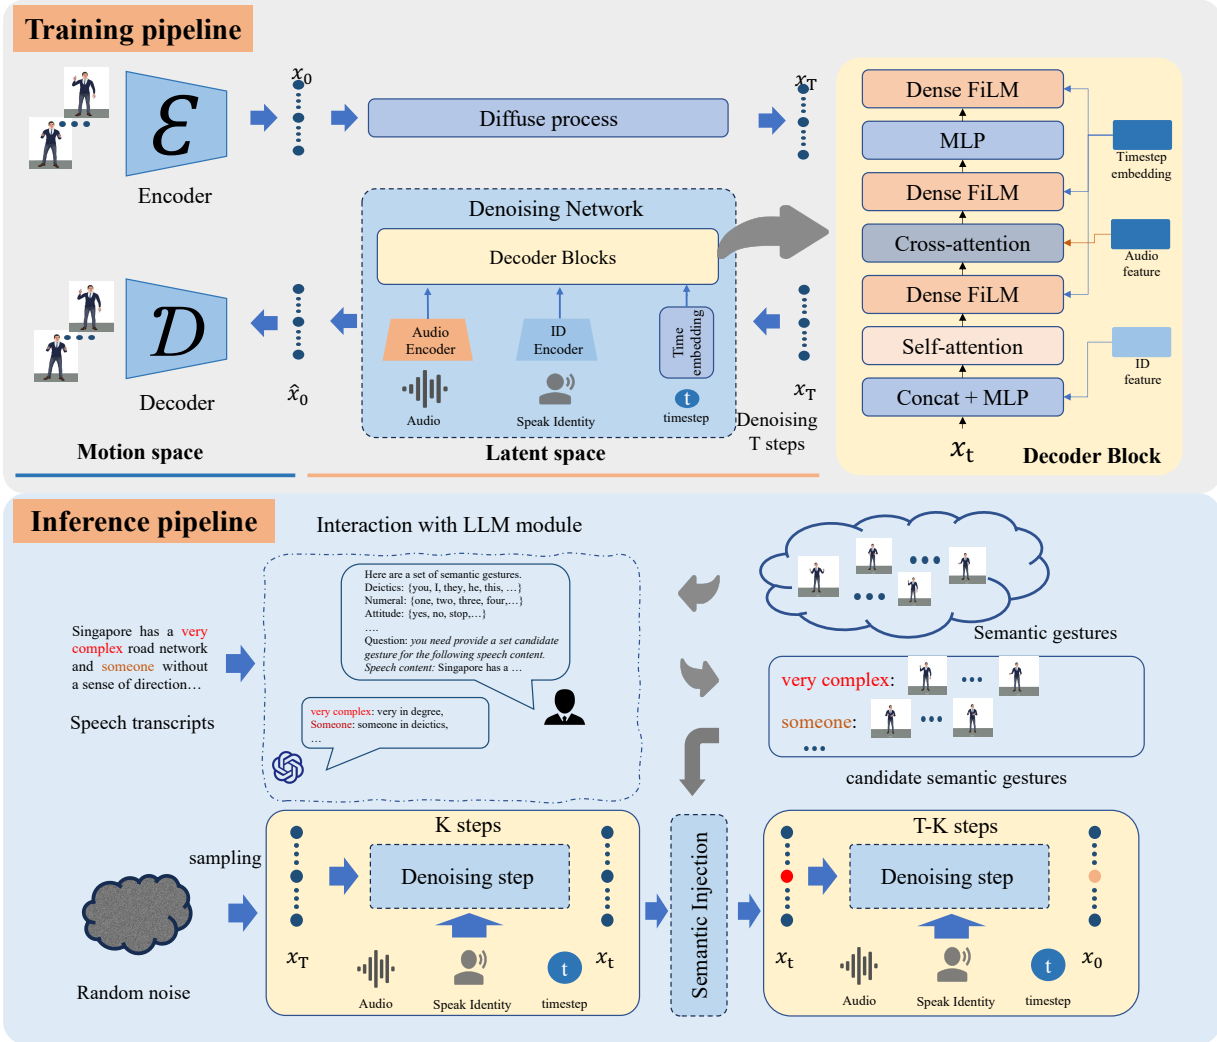 Training pipeline
x0
ℰ
Encoder
Diffuse process
xT
Denoising Network
Decoder Blocks
Audio
Encoder
ID
Encoder
Time
embedding
Audio
Speak Identity
t
timestep
xT
Denoising
T steps
𝒟
Decoder
x̂0
Motion space
Latent space
Dense FiLM
MLP
Dense FiLM
Cross-attention
Dense FiLM
Self-attention
Concat + MLP
xt
Decoder Block
Timestep
embedding
Audio
feature
ID
feature
Inference pipeline
Interaction with LLM module
Singapore has a very
complex road network
and someone without
a sense of direction…
Speech transcripts
Here are a set of semantic gestures.
Deictics: {you, I, they, he, this, …}
Numeral: {one, two, three, four,…}
Attitude: {yes, no, stop,…}
….
Question: you need provide a set candidate
gesture for the following speech content.
Speech content: Singapore has a …
very complex: very in degree,
Someone: someone in deictics,
…
Semantic gestures
very complex:
someone:
candidate semantic gestures
sampling
Random noise
K steps
Denoising step
xT
xt
Audio
Speak Identity
t
timestep
Semantic Injection
T-K steps
Denoising step
xt
x0
Audio
Speak Identity
t
timestep